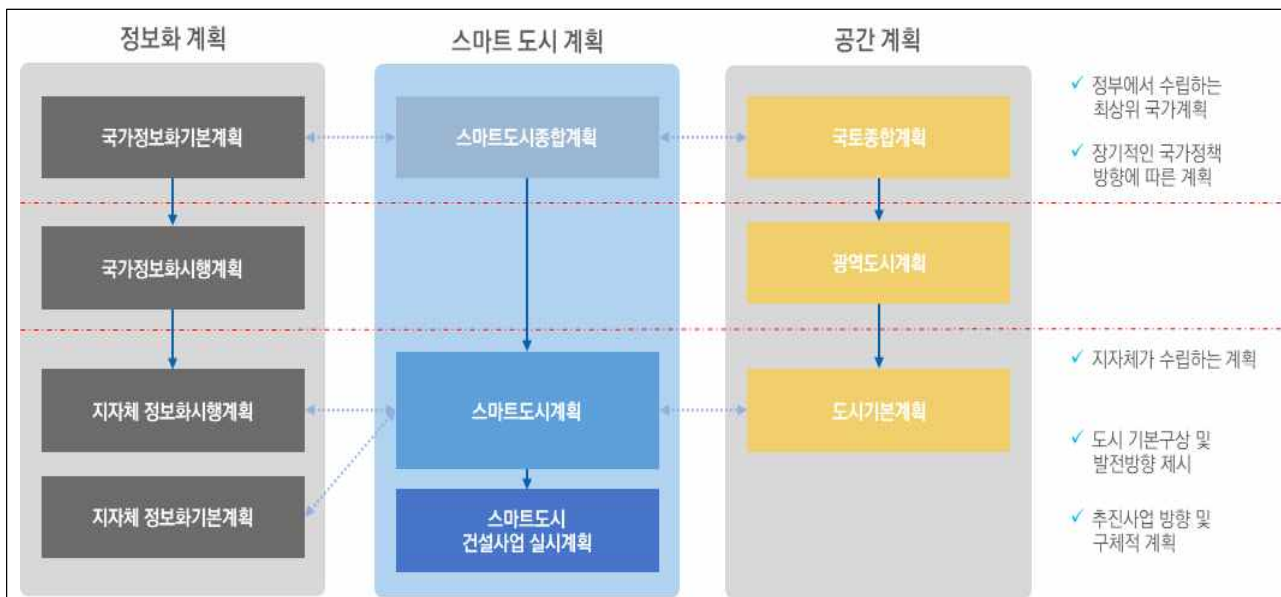 정보화 계획
스마트 도시 계획
공간 계획
국가정보화기본계획
스마트도시종합계획
국토종합계획
✓ 정부에서 수립하는
최상위 국가계획
✓ 장기적인 국가정책
방향에 따른 계획
국가정보화시행계획
광역도시계획
지자체 정보화시행계획
스마트도시계획
도시기본계획
✓ 지자체가 수립하는 계획
✓ 도시 기본구상 및
발전방향 제시
지자체 정보화기본계획
스마트도시
건설사업 실시계획
✓ 추진사업 방향 및
구체적 계획